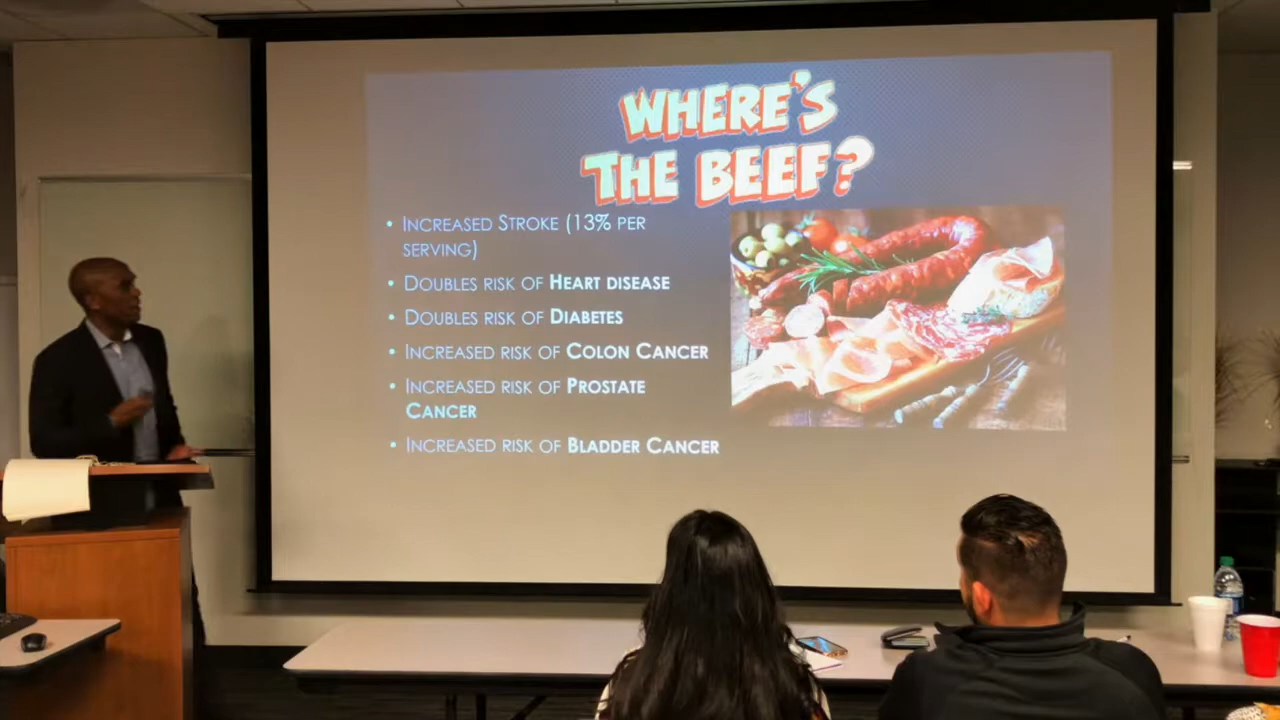 WHERE'S
THE BEEF?
• INCREASED STROKE (13% PER
SERVING)
• DOUBLES RISK OF HEART DISEASE
• DOUBLES RISK OF DIABETES
• INCREASED RISK OF COLON CANCER
• INCREASED RISK OF PROSTATE
CANCER
• INCREASED RISK OF BLADDER CANCER